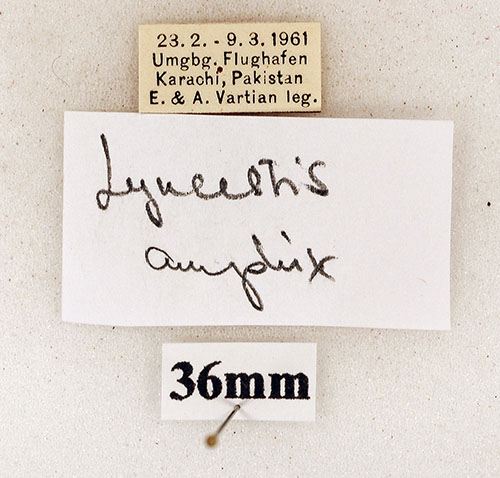 23.2. - 9.3.1961
Umgbg. Flughafen
Karachi, Pakistan
E. & A. Vartian leg.
Lyncestis
amphix
36mm